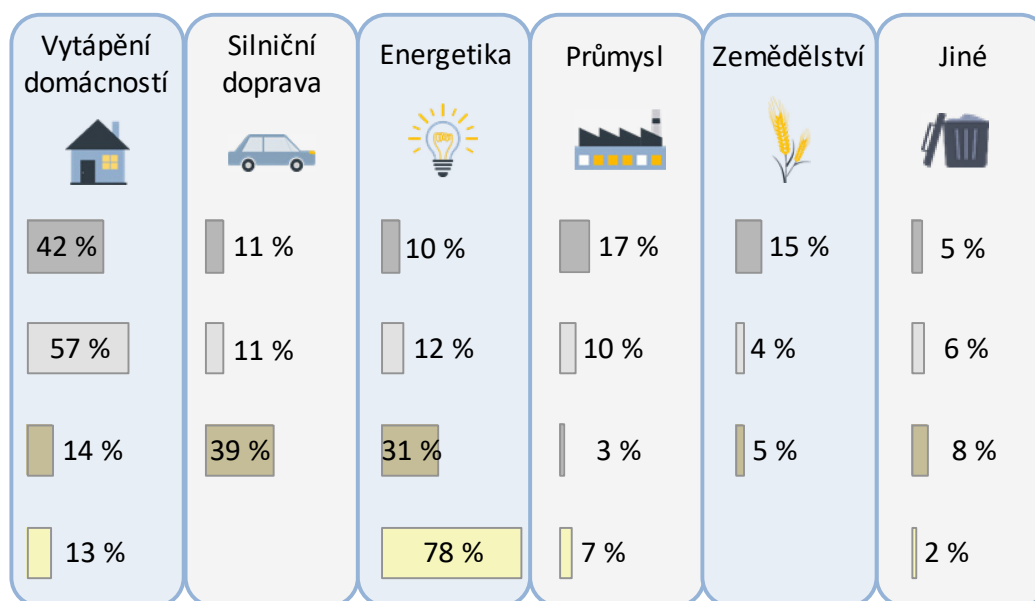 Vytápění
domácností
Silniční
doprava
Energetika
Průmysl
Zemědělství
Jiné
42 %
11 %
10 %
17 %
15 %
5 %
57 %
11 %
12 %
10 %
4 %
6 %
14 %
39 %
31 %
3 %
5 %
8 %
13 %
78 %
7 %
2 %